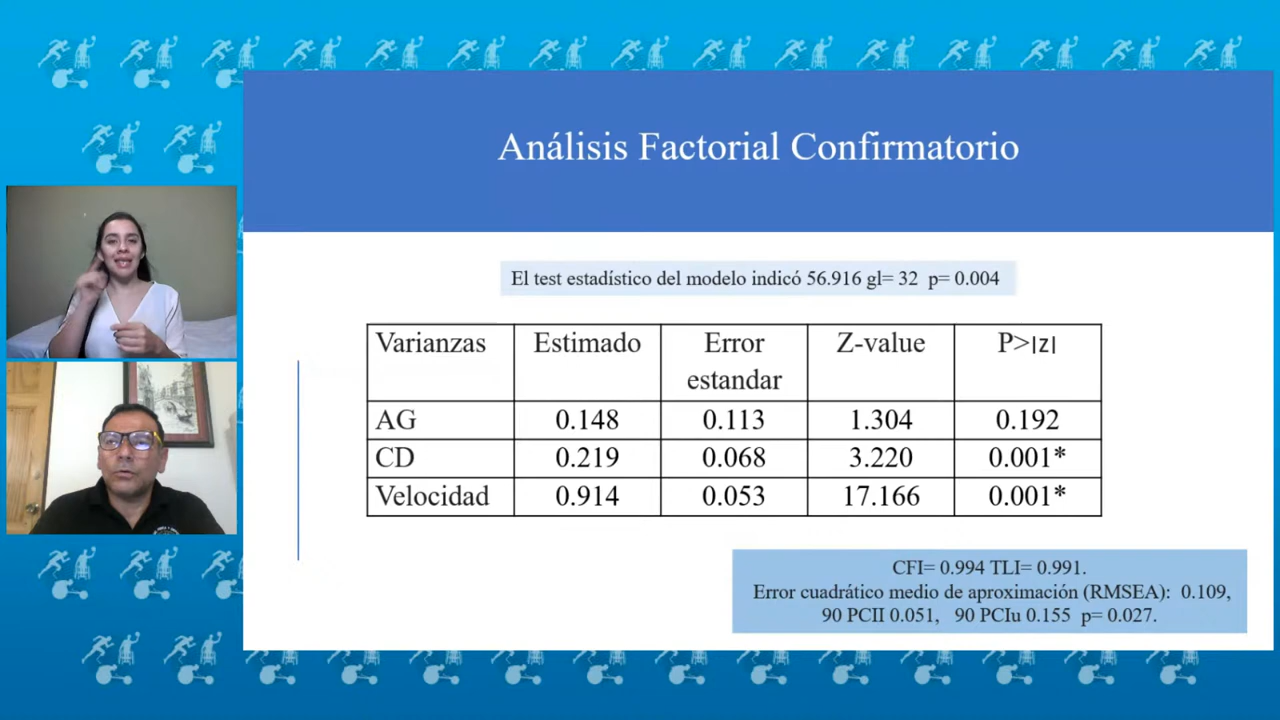 Análisis Factorial Confirmatorio
El test estadístico del modelo indicó 56.916 gl= 32 p= 0.004
Varianzas Estimado Error estandar Z-value P>|z|
AG 0.148 0.113 1.304 0.192
CD 0.219 0.068 3.220 0.001*
Velocidad 0.914 0.053 17.166 0.001*
CFI= 0.994 TLI= 0.991.
Error cuadrático medio de aproximación (RMSEA): 0.109,
90 PCII 0.051, 90 PCIu 0.155 p= 0.027.